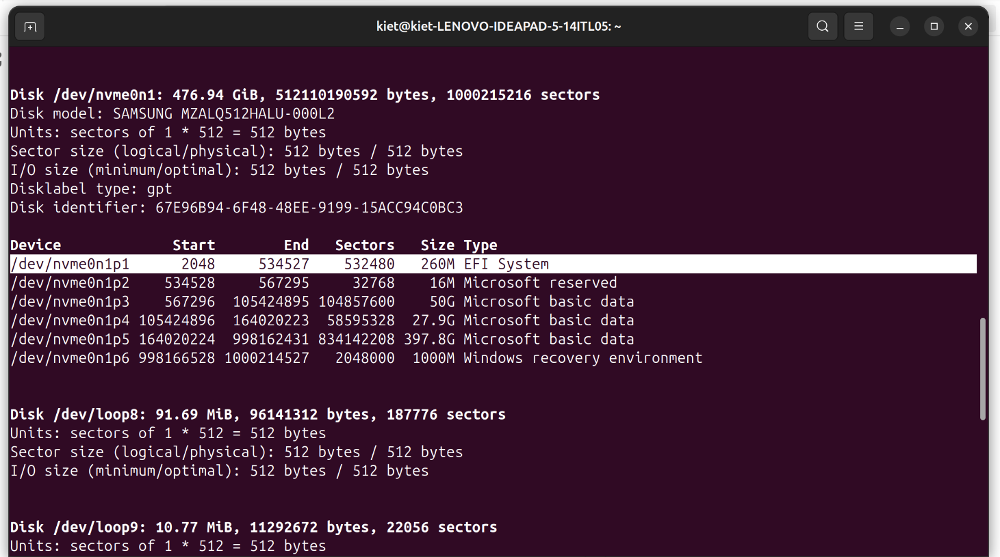 kiet@kiet-LENOVO-IDEAPAD-5-14ITL05: ~
Disk /dev/nvme0n1: 476.94 GiB, 512110190592 bytes, 1000215216 sectors
Disk model: SAMSUNG MZALQ512HALU-000L2
Units: sectors of 1 * 512 = 512 bytes
Sector size (logical/physical): 512 bytes / 512 bytes
I/O size (minimum/optimal): 512 bytes / 512 bytes
Disklabel type: gpt
Disk identifier: 67E96B94-6F48-48EE-9199-15ACC94C0BC3
Device Start End Sectors Size Type
/dev/nvme0n1p1 2048 534527 532480 260M EFI System
/dev/nvme0n1p2 534528 567295 32768 16M Microsoft reserved
/dev/nvme0n1p3 567296 105424895 104857600 50G Microsoft basic data
/dev/nvme0n1p4 105424896 164020223 58595328 27.9G Microsoft basic data
/dev/nvme0n1p5 164020224 998162431 834142208 397.8G Microsoft basic data
/dev/nvme0n1p6 998166528 1000214527 2048000 1000M Windows recovery environment
Disk /dev/loop8: 91.69 MiB, 96141312 bytes, 187776 sectors
Units: sectors of 1 * 512 = 512 bytes
Sector size (logical/physical): 512 bytes / 512 bytes
I/O size (minimum/optimal): 512 bytes / 512 bytes
Disk /dev/loop9: 10.77 MiB, 11292672 bytes, 22056 sectors
Units: sectors of 1 * 512 = 512 bytes